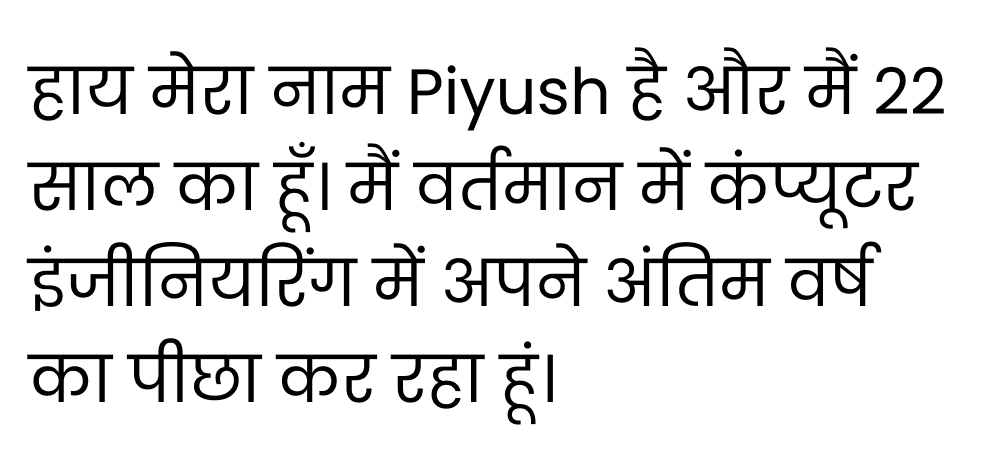 हाय मेरा नाम Piyush है और मैं 22
साल का हूँ। मैं वर्तमान में कंप्यूटर
इंजीनियरिंग में अपने अंतिम वर्ष
का पीछा कर रहा हूं।